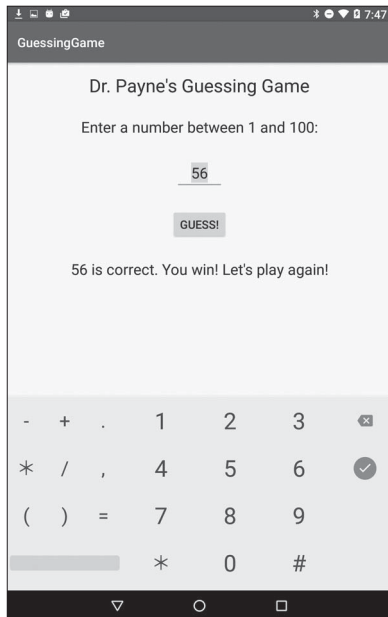 7:47
GuessingGame
Dr. Payne's Guessing Game
Enter a number between 1 and 100:
56
GUESS!
56 is correct. You win! Let's play again!
- + . 1 2 3
* / , 4 5 6
( ) = 7 8 9
* 0 #